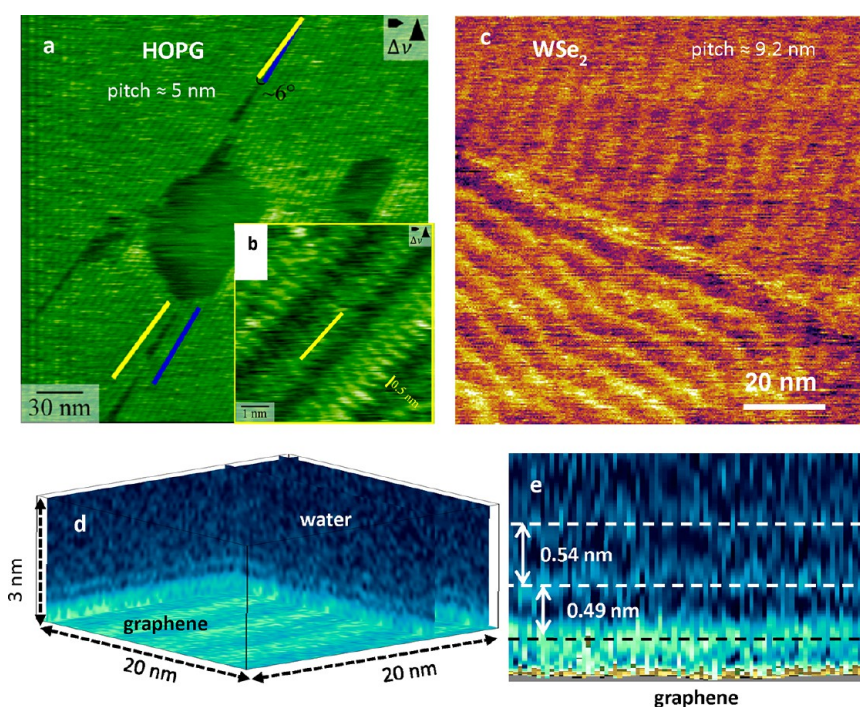 a
HOPG
pitch ≈ 5 nm
~6°
Δν
30 nm
b
Δν
0.5 nm
1 nm
c
WSe₂
pitch ≈ 9.2 nm
20 nm
d
water
graphene
3 nm
20 nm
20 nm
e
0.54 nm
0.49 nm
graphene